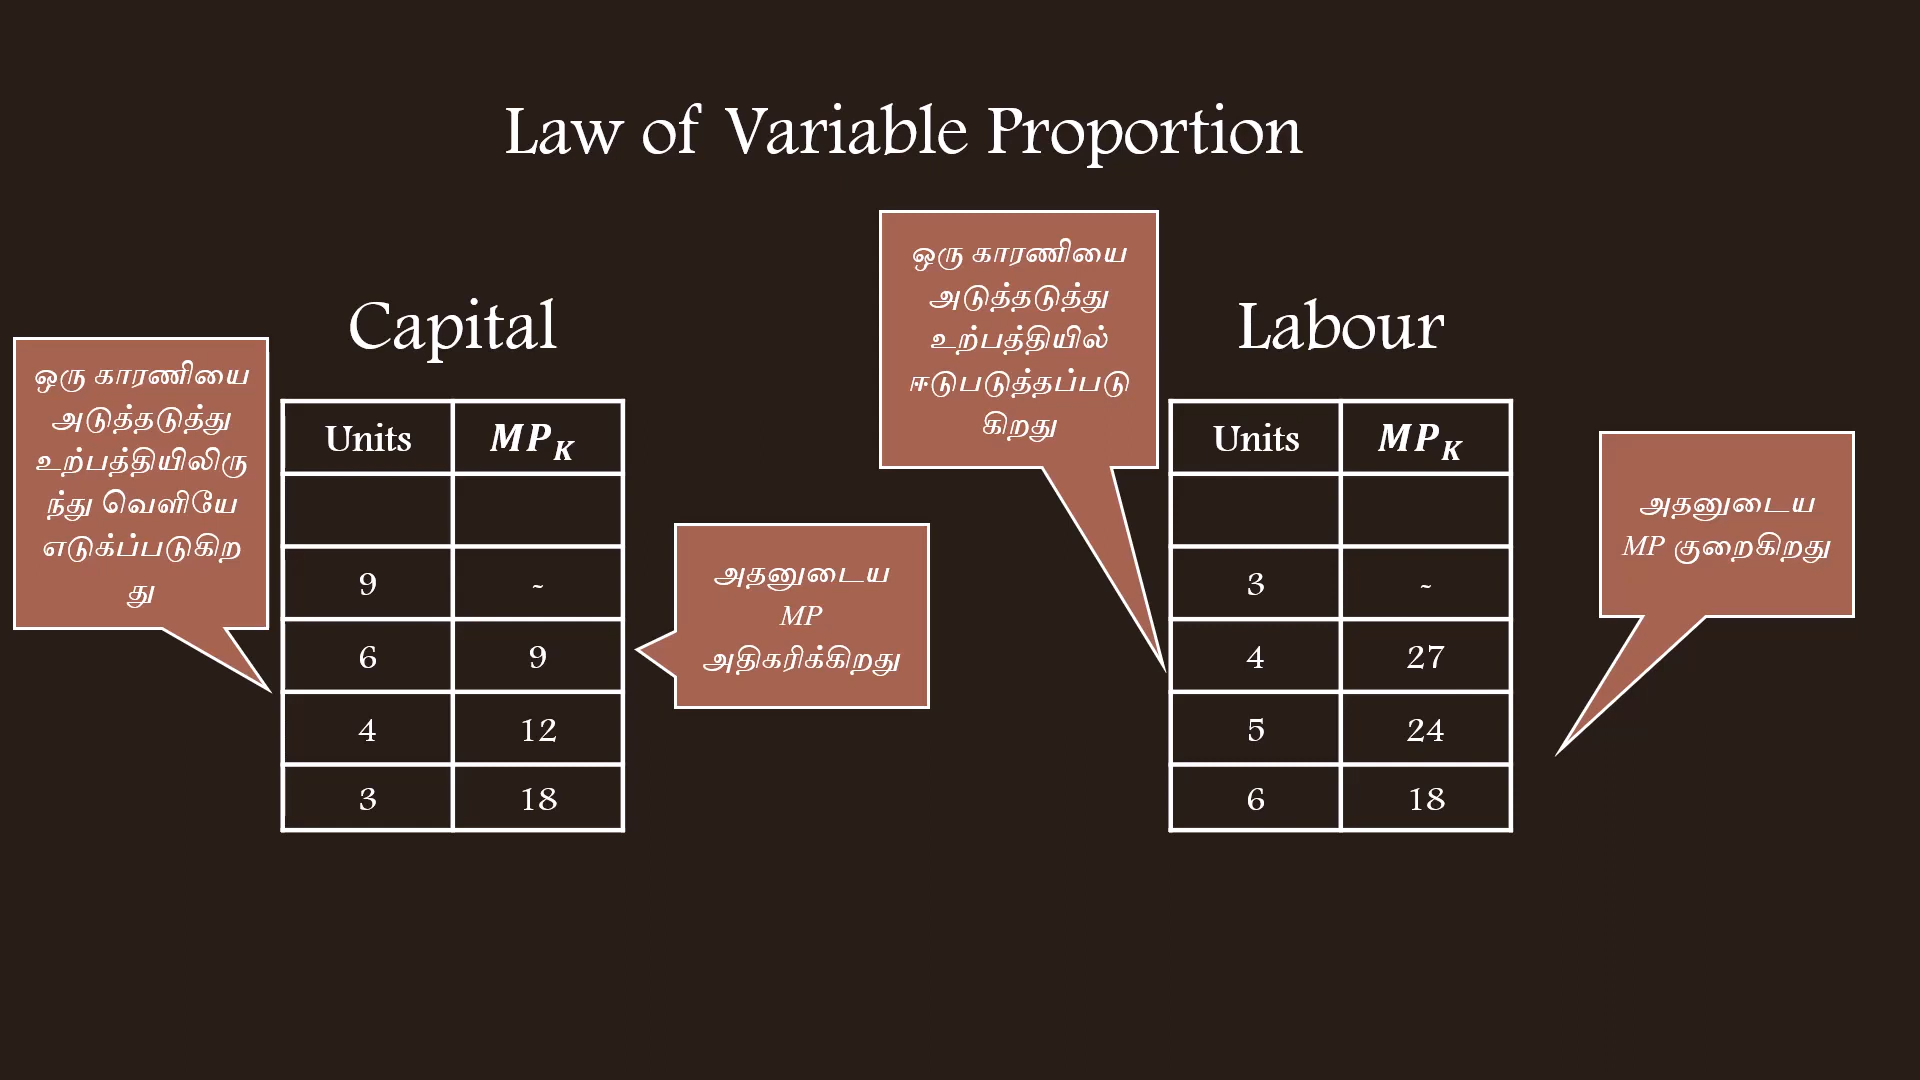 Law of Variable Proportion
Capital
ஒரு காரணியை
அடுத்தடுத்து
உற்பத்தியிலிரு
ந்து வெளியே
எடுக்ப்படுகிற
து
Units MP_K
9 -
6 9
4 12
3 18
அதனுடைய
MP
அதிகரிக்கிறது
ஒரு காரணியை
அடுத்தடுத்து
உற்பத்தியில்
ஈடுபடுத்தப்படு
கிறது
Labour
Units MP_K
3 -
4 27
5 24
6 18
அதனுடைய
MP குறைகிறது